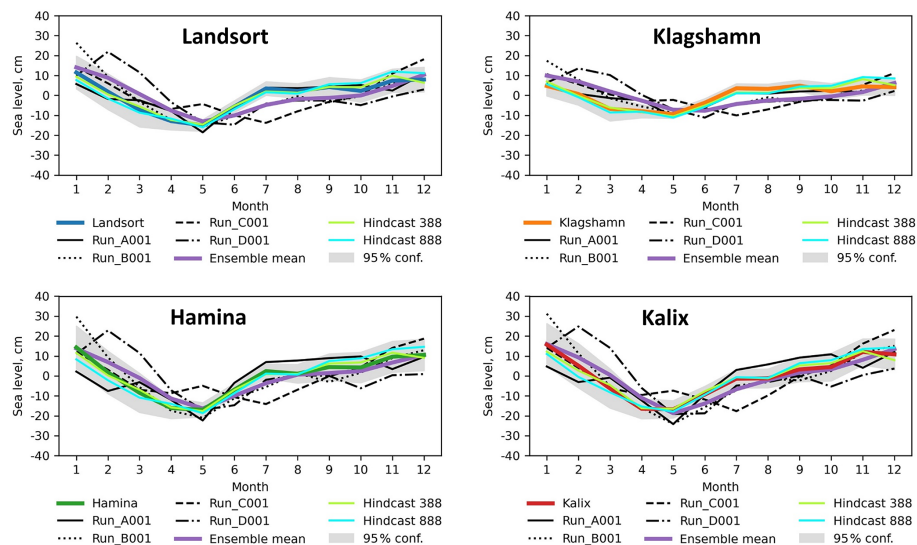 Landsort
Sea level, cm
40
30
20
10
0
-10
-20
-30
-40
1 2 3 4 5 6 7 8 9 10 11 12
Month
Landsort Run_C001 Hindcast 388
Run_A001 Run_D001 Hindcast 888
Run_B001 Ensemble mean 95% conf.
Klagshamn
Sea level, cm
40
30
20
10
0
-10
-20
-30
-40
1 2 3 4 5 6 7 8 9 10 11 12
Month
Klagshamn Run_C001 Hindcast 388
Run_A001 Run_D001 Hindcast 888
Run_B001 Ensemble mean 95% conf.
Hamina
Sea level, cm
40
30
20
10
0
-10
-20
-30
-40
1 2 3 4 5 6 7 8 9 10 11 12
Month
Hamina Run_C001 Hindcast 388
Run_A001 Run_D001 Hindcast 888
Run_B001 Ensemble mean 95% conf.
Kalix
Sea level, cm
40
30
20
10
0
-10
-20
-30
-40
1 2 3 4 5 6 7 8 9 10 11 12
Month
Kalix Run_C001 Hindcast 388
Run_A001 Run_D001 Hindcast 888
Run_B001 Ensemble mean 95% conf.